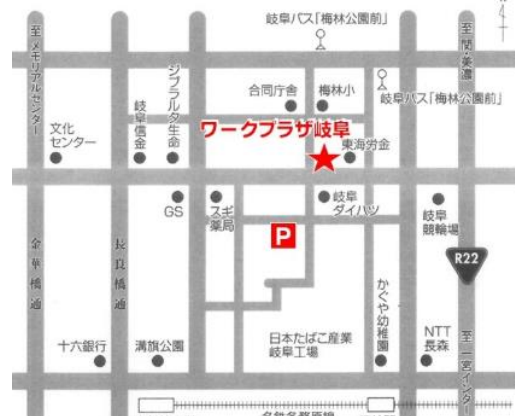 岐阜バス「梅林公園前」
至メモリアルセンター
至関・美濃
ジブラルタ生命
合同庁舎
梅林小
岐阜バス「梅林公園前」
岐阜信金
文化
センター
ワークプラザ岐阜
東海労金
GS
スギ
薬局
岐阜
ダイハツ
岐阜
競輪場
P
金華橋通
長良橋通
R22
かぐや幼稚園
日本たばこ産業
岐阜工場
十六銀行
溝旗公園
NTT
長森
至一宮インター
名鉄各務原線